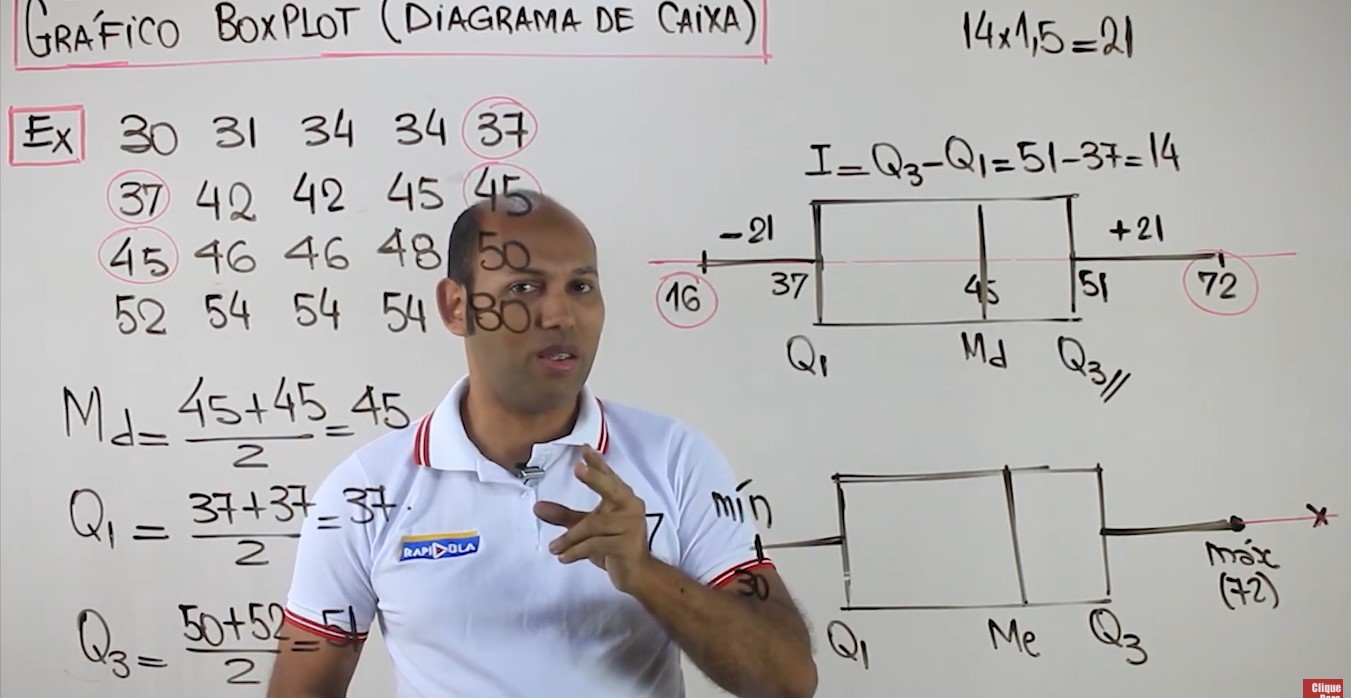 GRÁFICO BOXPLOT (DIAGRAMA DE CAIXA)
14x1,5=21
Ex
30 31 34 34 37
37 42 42 45 45
45 46 46 48 50
52 54 54 54 80
I=Q3-Q1=51-37=14
-21 +21
16 37 45 51 72
Q1 Md Q3//
Md= 45+45/2 =45
Q1= 37+37/2 =37.
Q3= 50+52/2 =51
RAPIDOLA
mín
30
x
máx
(72)
Q1 Me Q3
Clique